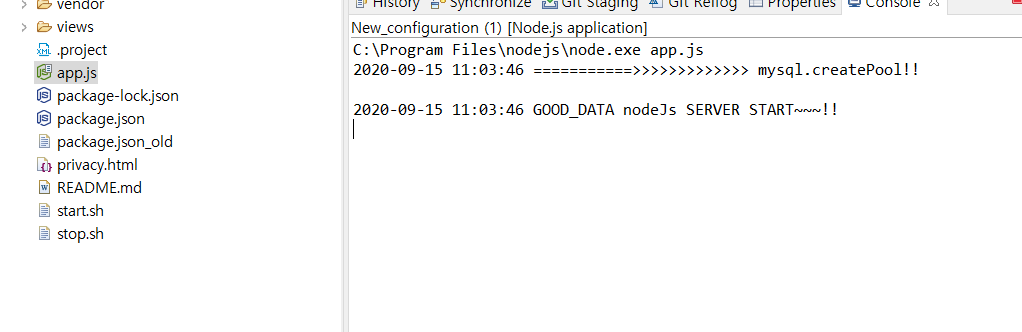 vendor
views
.project
app.js
package-lock.json
package.json
package.json_old
privacy.html
README.md
start.sh
stop.sh
History Synchronize Git Staging Git Reflog Properties Console
New_configuration (1) [Node.js application]
C:\Program Files\nodejs\node.exe app.js
2020-09-15 11:03:46 ===========>>>>>>>>>>>>> mysql.createPool!!
2020-09-15 11:03:46 GOOD_DATA nodeJs SERVER START~~~!!